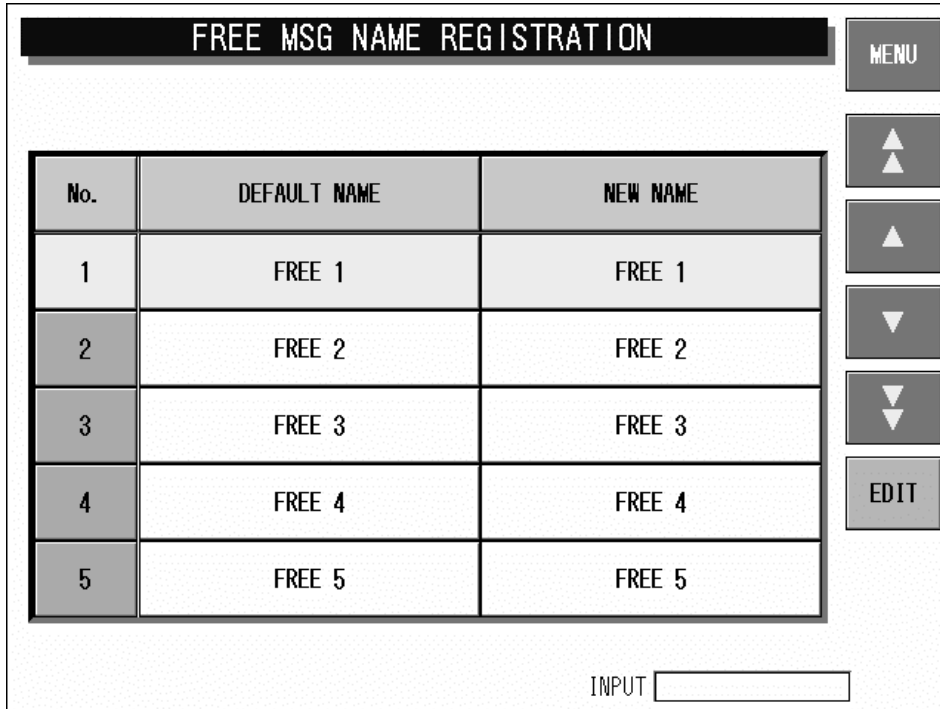 FREE MSG NAME REGISTRATION
MENU
No. DEFAULT NAME NEW NAME
1 FREE 1 FREE 1
2 FREE 2 FREE 2
3 FREE 3 FREE 3
4 FREE 4 FREE 4
5 FREE 5 FREE 5
EDIT
INPUT